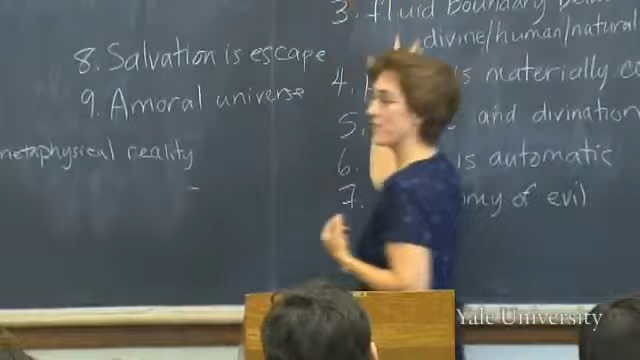 8. Salvation is escape
9. Amoral universe
metaphysical reality
3. fluid boundary
divine/human/natural
4. is materially
5. and divination
6. is automatic
7. of evil
Yale University